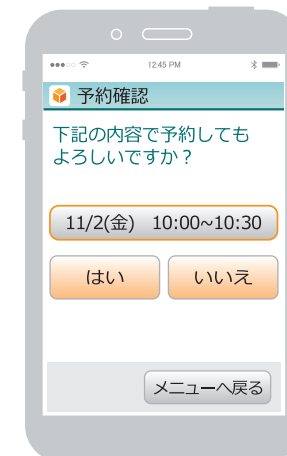 12:45 PM
予約確認
下記の内容で予約しても
よろしいですか？
11/2(金) 10:00~10:30
はい いいえ
メニューへ戻る